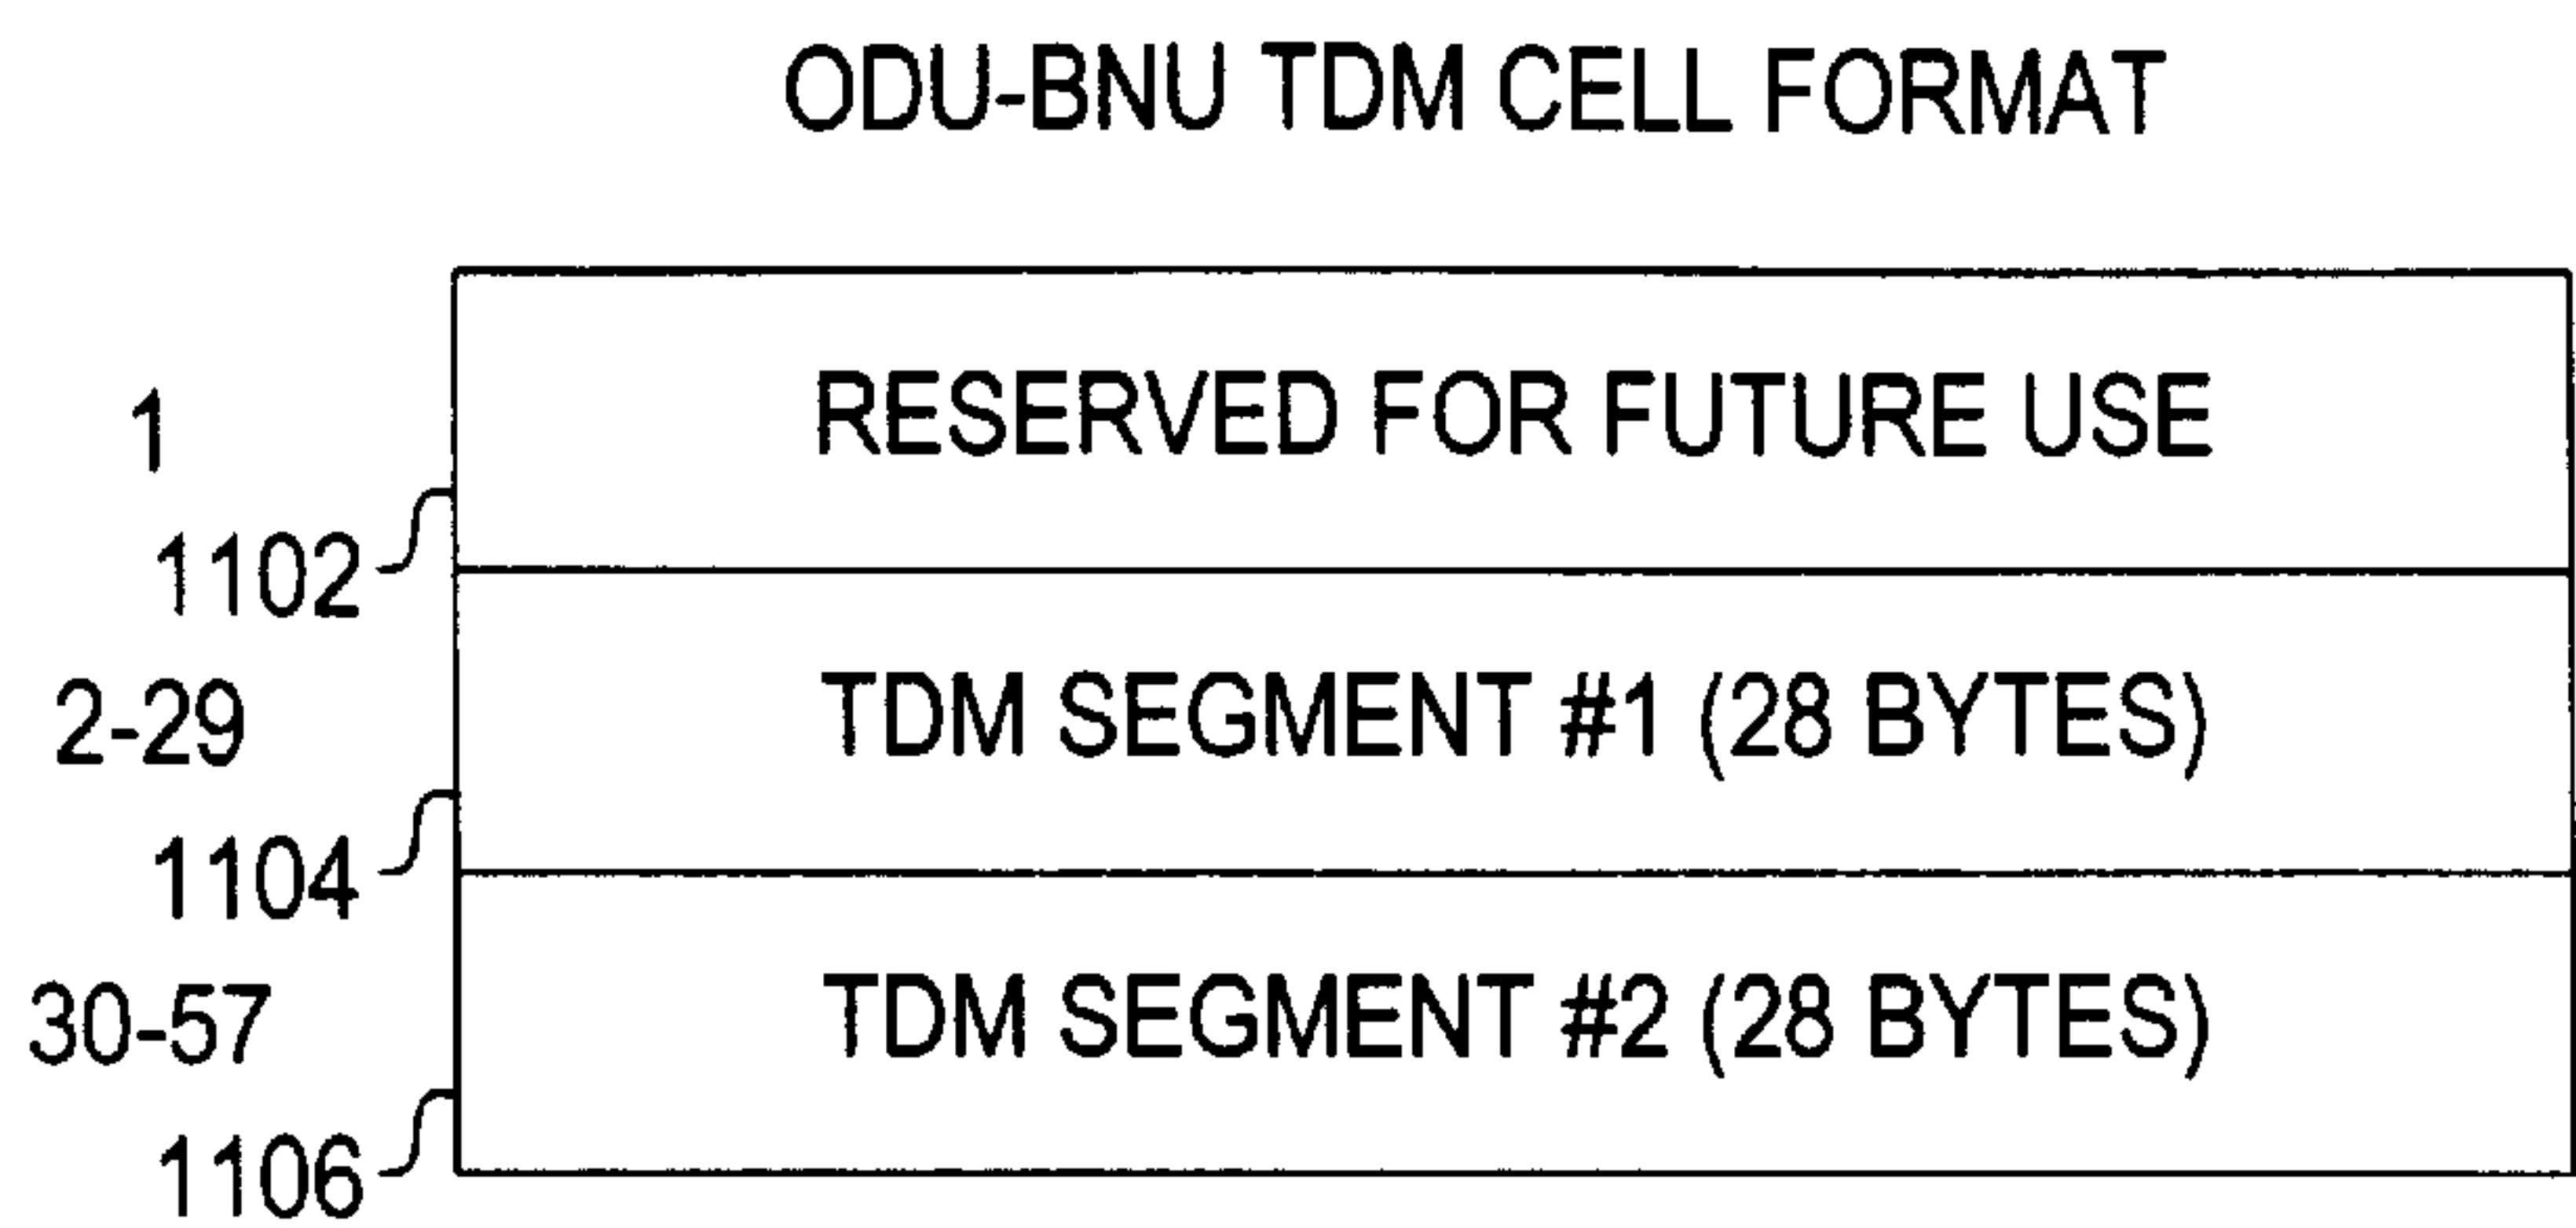 ODU-BNU TDM CELL FORMAT
1
RESERVED FOR FUTURE USE
1102
2-29
TDM SEGMENT #1 (28 BYTES)
1104
30-57
TDM SEGMENT #2 (28 BYTES)
1106